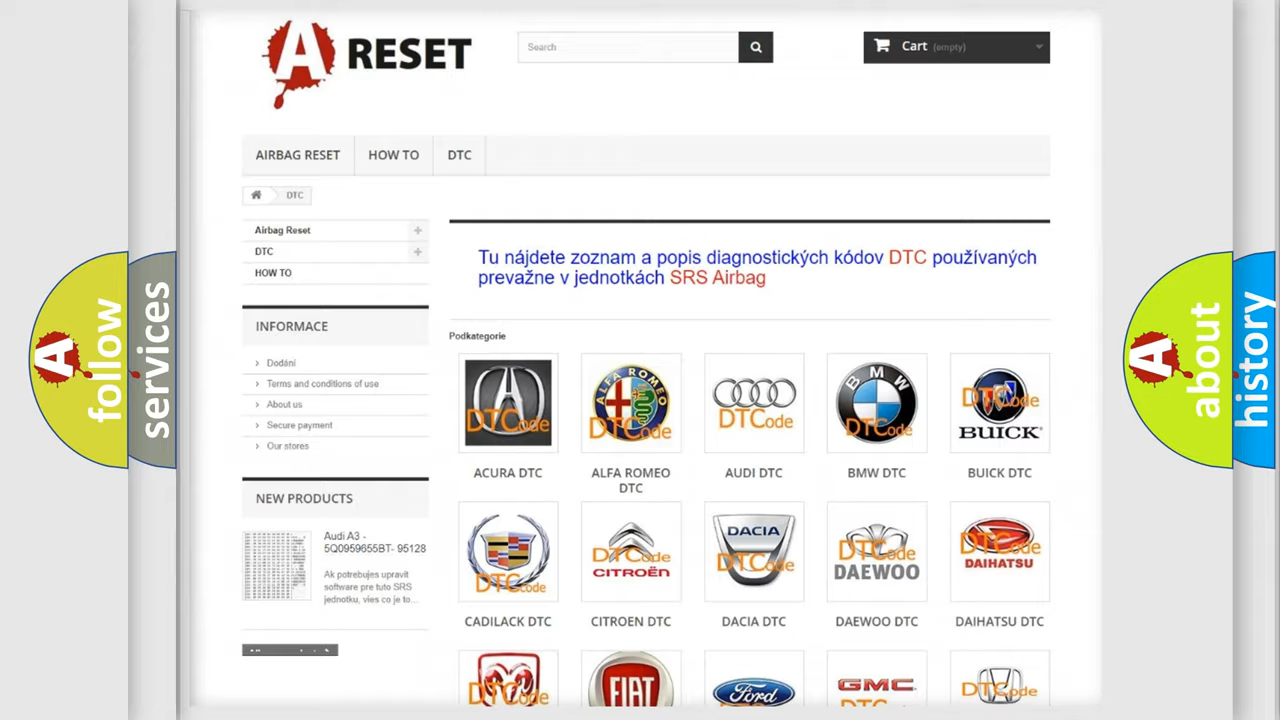 A RESET
Search
Cart (empty)
AIRBAG RESET
HOW TO
DTC
DTC
Airbag Reset
DTC
HOW TO
INFORMACE
Dodání
Terms and conditions of use
About us
Secure payment
Our stores
NEW PRODUCTS
Audi A3 -
5Q0959655BT- 95128
Ak potrebujes upravit
software pre tuto SRS
jednotku, vies co je to...
Tu nájdete zoznam a popis diagnostických kódov DTC používaných
prevažne v jednotkách SRS Airbag
Podkategorie
DTCode
ALFA ROMEO
DTCode
DTCode
BMW
DTCode
DTCode
BUICK
ACURA DTC
ALFA ROMEO
DTC
AUDI DTC
BMW DTC
BUICK DTC
DTCode
DTCode
CITROËN
DACIA
DTCode
DTCode
DAEWOO
DTCode
DAIHATSU
CADILACK DTC
CITROEN DTC
DACIA DTC
DAEWOO DTC
DAIHATSU DTC
DTCode
FIAT
Ford
GMC
DTCode
A follow
services
A about
history